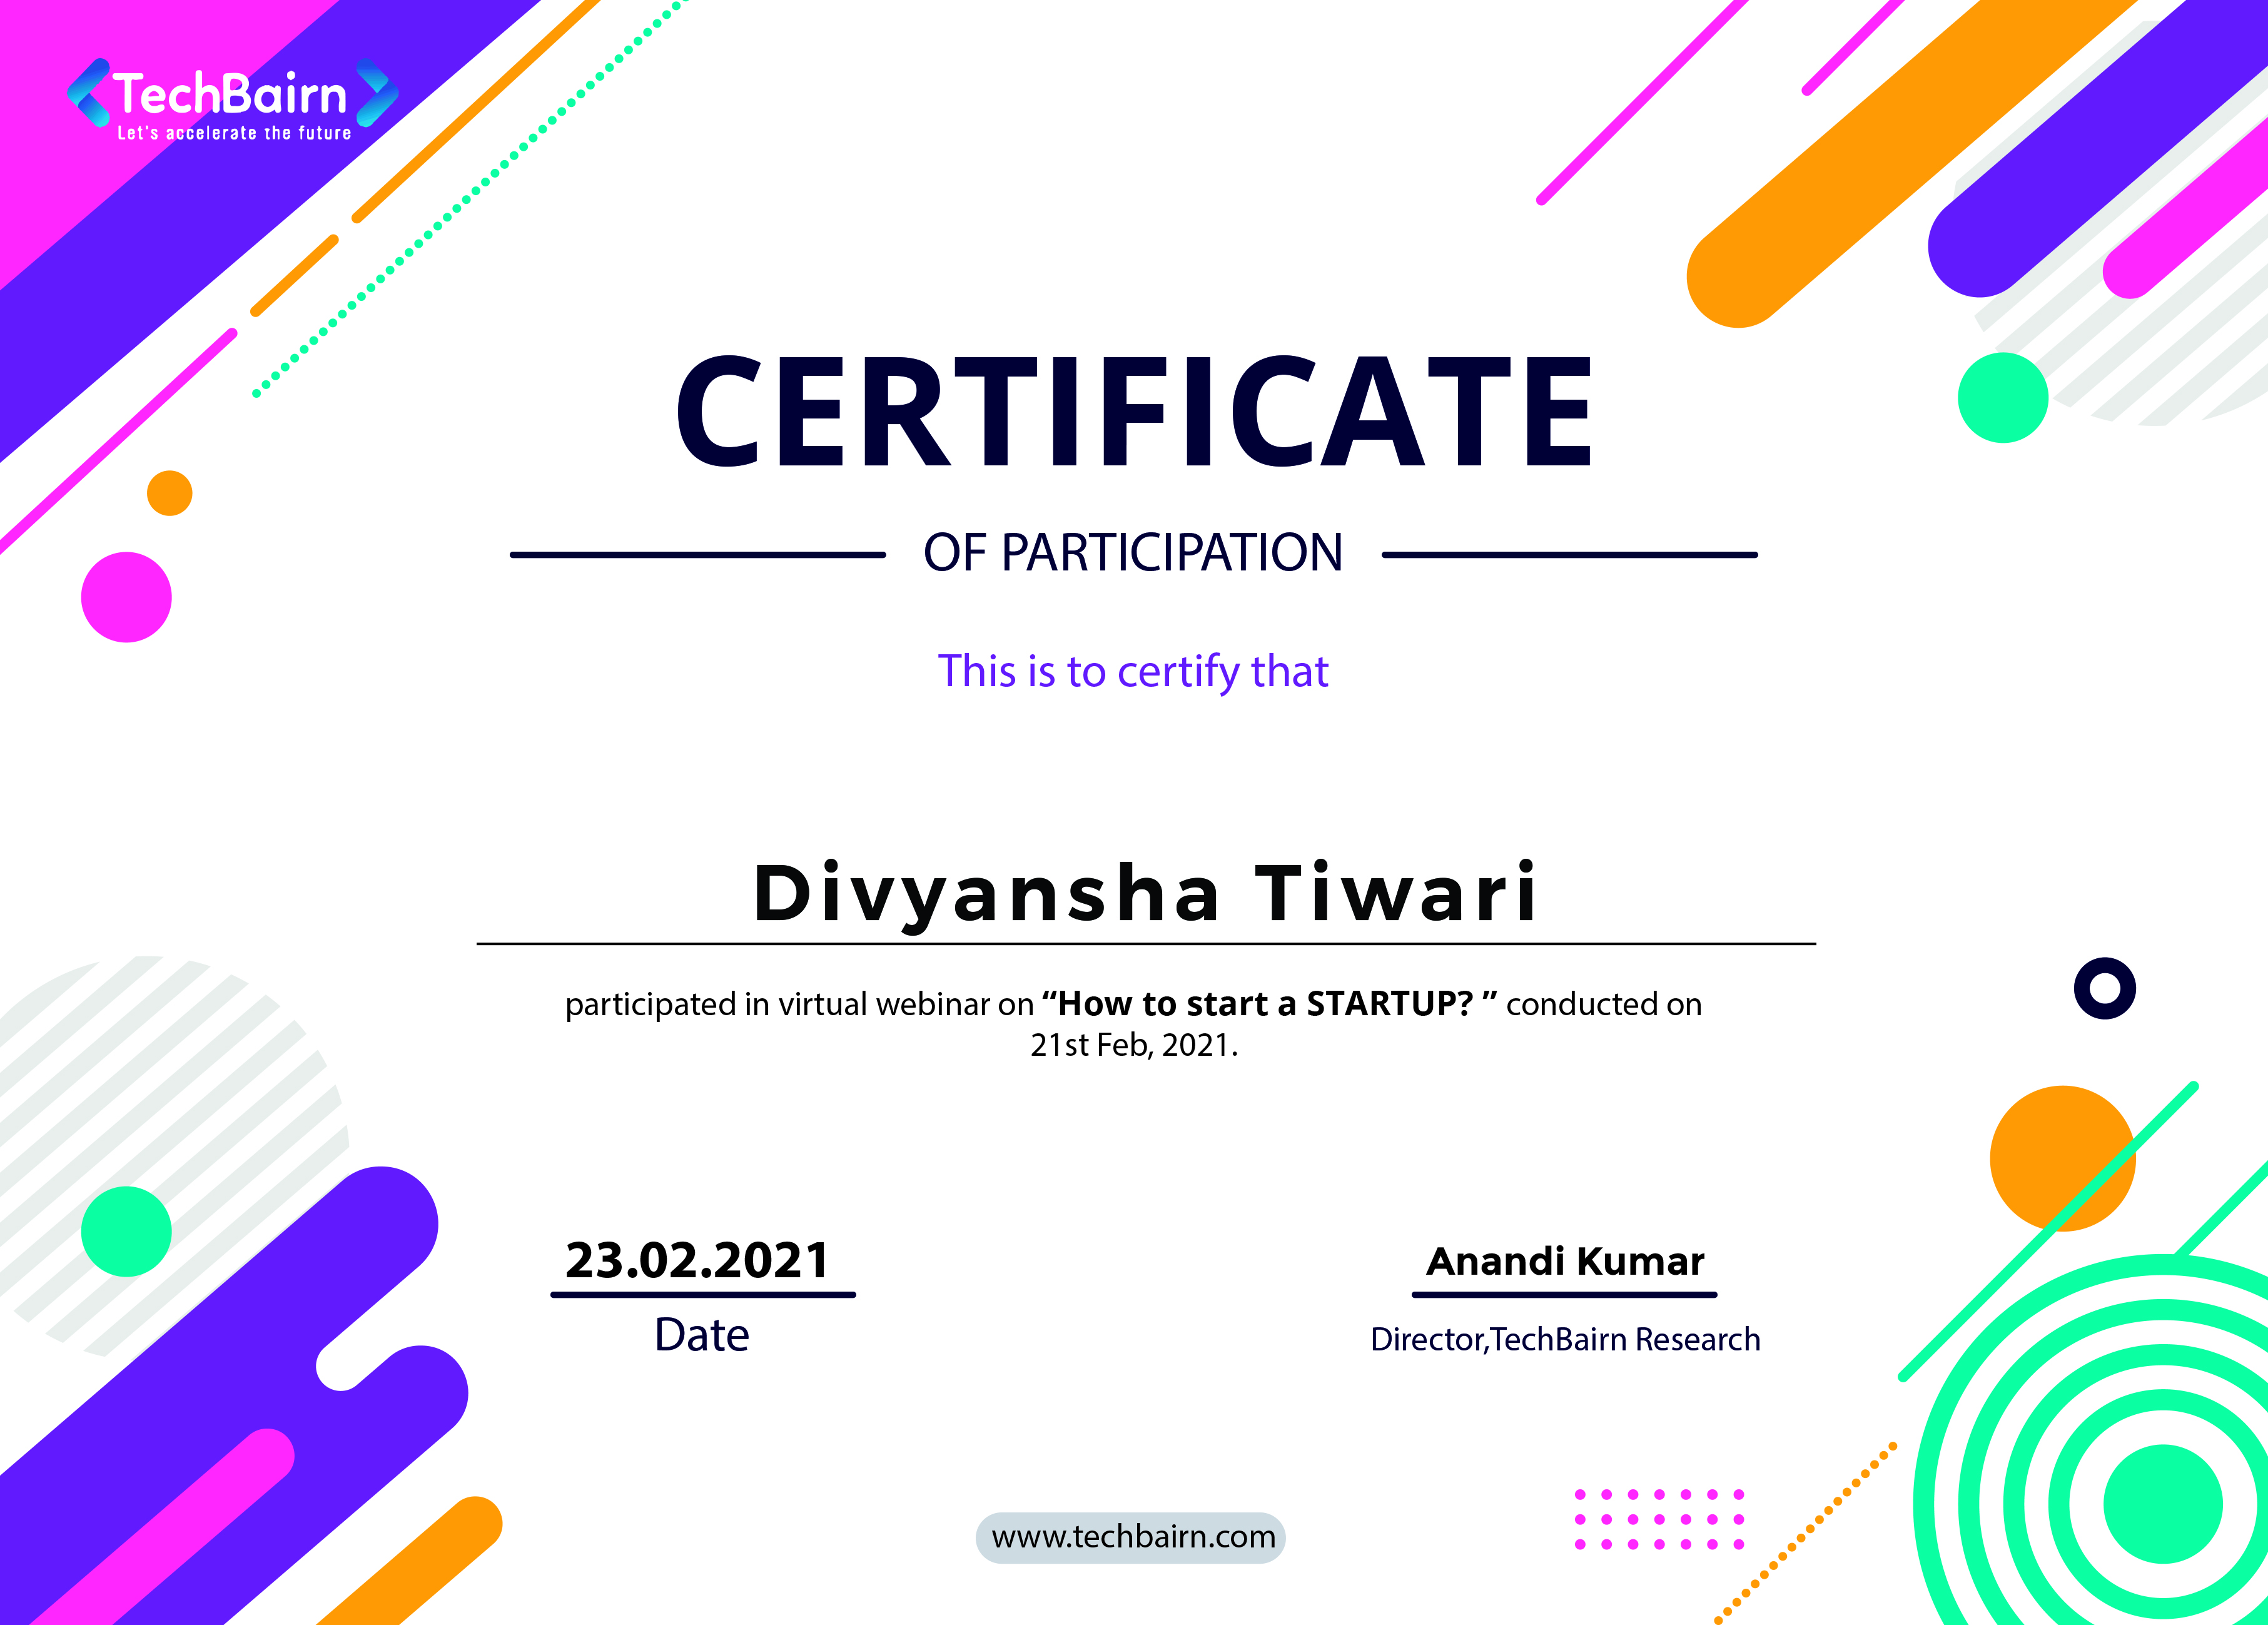 TechBairn
Let's accelerate the future
CERTIFICATE
OF PARTICIPATION
This is to certify that
Divyansha Tiwari
participated in virtual webinar on “How to start a STARTUP? ” conducted on
21st Feb, 2021.
23.02.2021
Date
Anandi Kumar
Director,TechBairn Research
www.techbairn.com